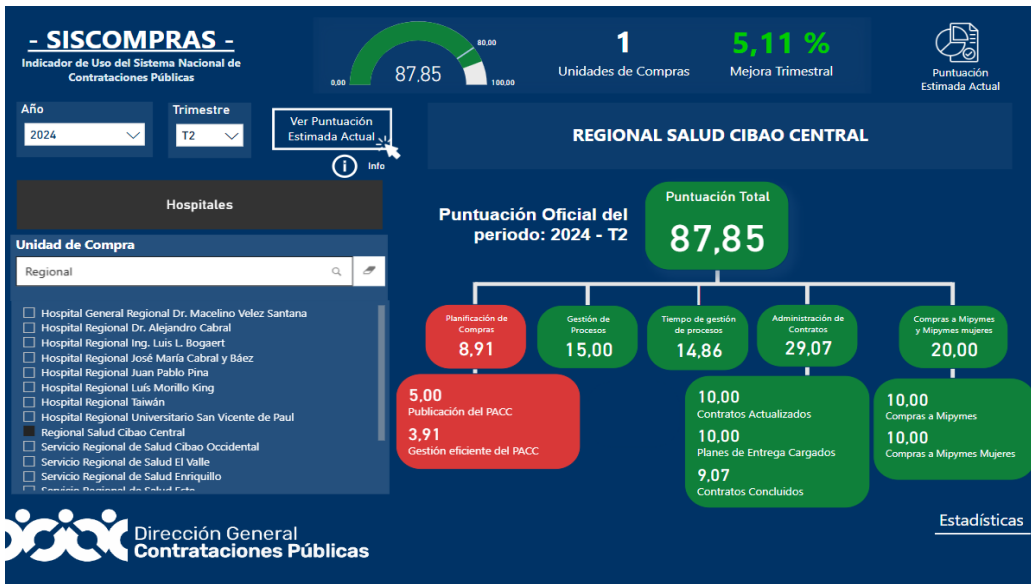 - SISCOMPRAS -
Indicador de Uso del Sistema Nacional de
Contrataciones Públicas
0,00
87,85
80,00
100,00
1
Unidades de Compras
5,11 %
Mejora Trimestral
Puntuación
Estimada Actual
Año
2024
Trimestre
T2
Ver Puntuación
Estimada Actual
Info
REGIONAL SALUD CIBAO CENTRAL
Hospitales
Unidad de Compra
Regional
Hospital General Regional Dr. Macelino Velez Santana
Hospital Regional Dr. Alejandro Cabral
Hospital Regional Ing. Luis L. Bogaert
Hospital Regional José María Cabral y Báez
Hospital Regional Juan Pablo Pina
Hospital Regional Luís Morillo King
Hospital Regional Taiwán
Hospital Regional Universitario San Vicente de Paul
Regional Salud Cibao Central
Servicio Regional de Salud Cibao Occidental
Servicio Regional de Salud El Valle
Servicio Regional de Salud Enriquillo
Servicio Regional de Salud Este
Puntuación Oficial del
periodo: 2024 - T2
Puntuación Total
87,85
Planificación de
Compras
8,91
Gestión de
Procesos
15,00
Tiempo de gestión
de procesos
14,86
Administración de
Contratos
29,07
Compras a Mipymes
y Mipymes mujeres
20,00
5,00
Publicación del PACC
3,91
Gestión eficiente del PACC
10,00
Contratos Actualizados
10,00
Planes de Entrega Cargados
9,07
Contratos Concluidos
10,00
Compras a Mipymes
10,00
Compras a Mipymes Mujeres
Dirección General
Contrataciones Públicas
Estadísticas